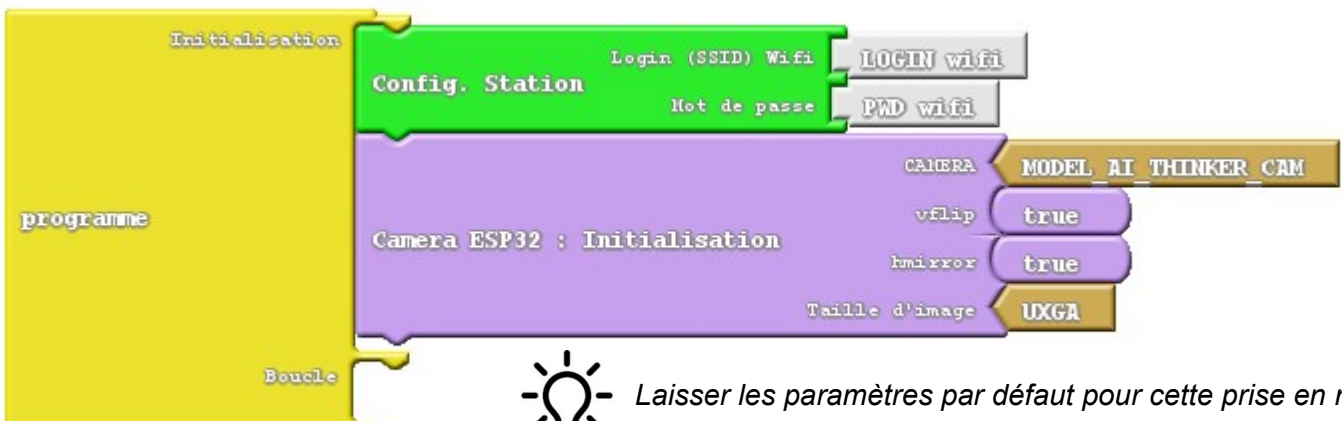 Initialisation
Login (SSID) Wifi LOGIN wifi
Config. Station
Mot de passe PWD wifi
CAMERA MODEL_AI_THINKER_CAM
vflip true
programme
Camera ESP32 : Initialisation
hmirror true
Taille d'image UXGA
Boucle
Laisser les paramètres par défaut pour cette prise en